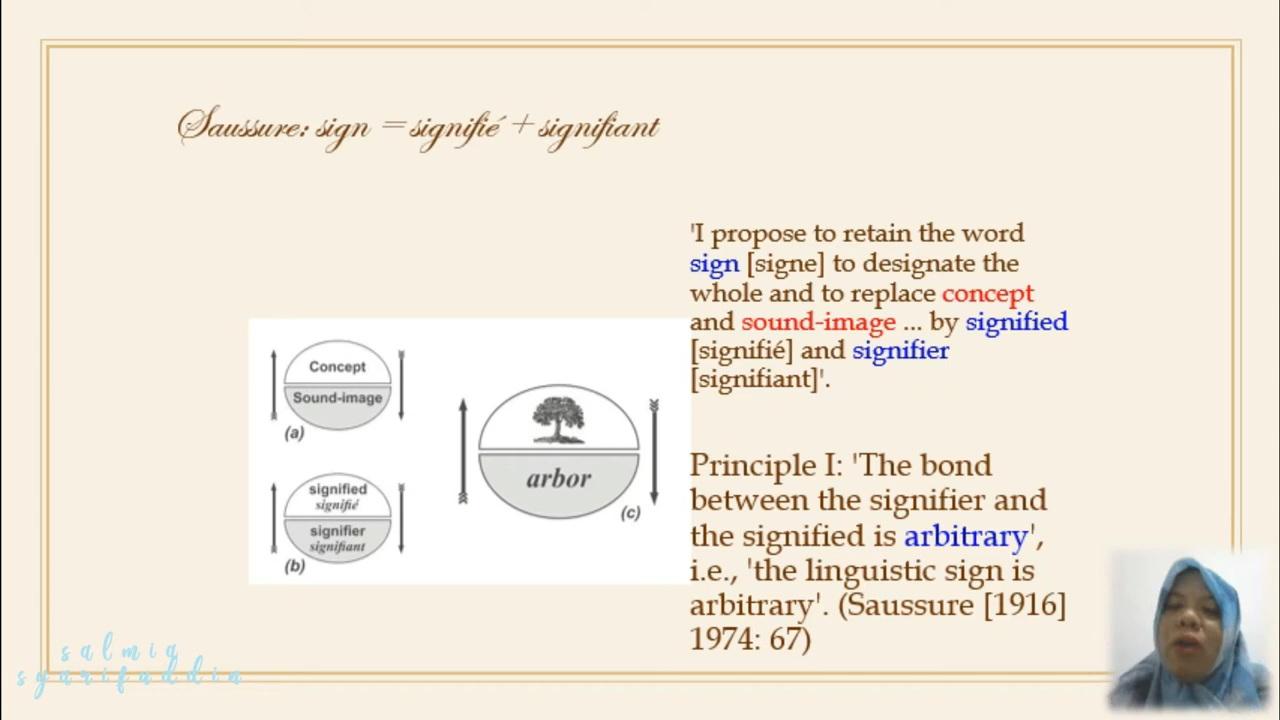 Saussure: sign = signifié + signifiant
'I propose to retain the word
sign [signe] to designate the
whole and to replace concept
and sound-image ... by signified
[signifié] and signifier
[signifiant]'.
Concept
Sound-image
(a)
signified
signifié
signifier
signifiant
(b)
arbor
(c)
Principle I: 'The bond
between the signifier and
the signified is arbitrary',
i.e., 'the linguistic sign is
arbitrary'. (Saussure [1916]
1974: 67)
salmia
syarifuddin